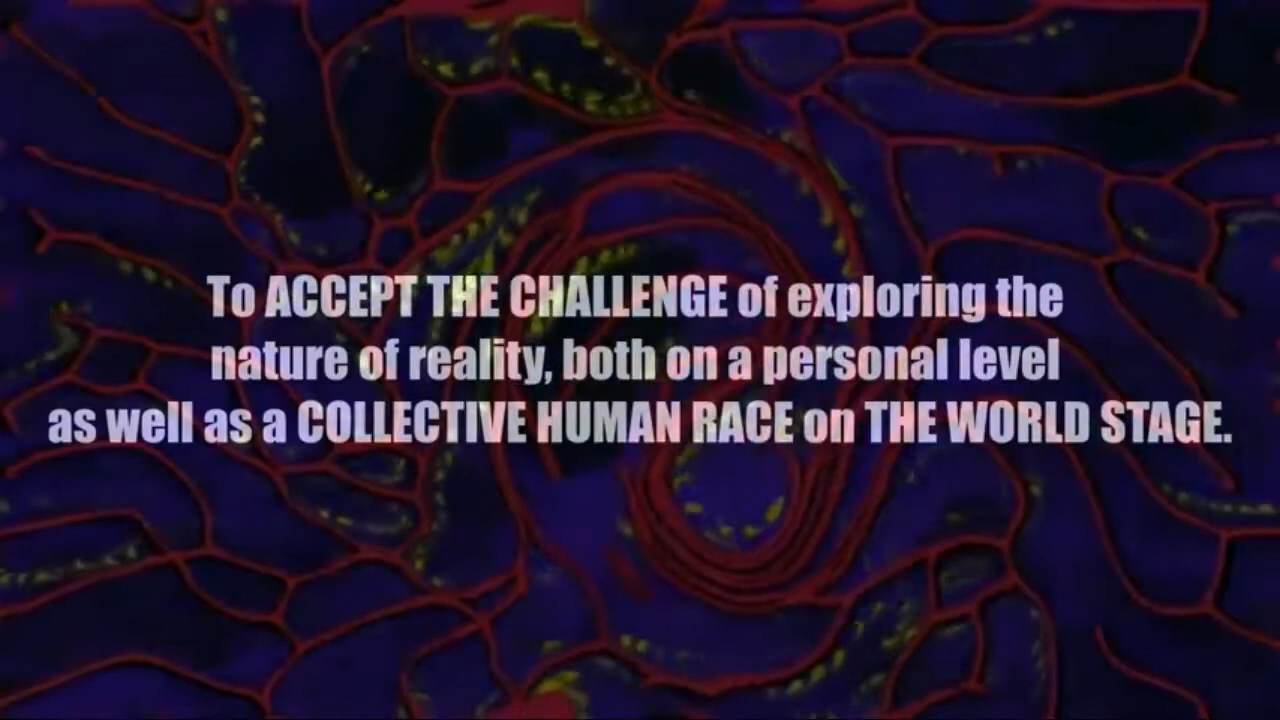 To ACCEPT THE CHALLENGE of exploring the
nature of reality, both on a personal level
as well as a COLLECTIVE HUMAN RACE on THE WORLD STAGE.